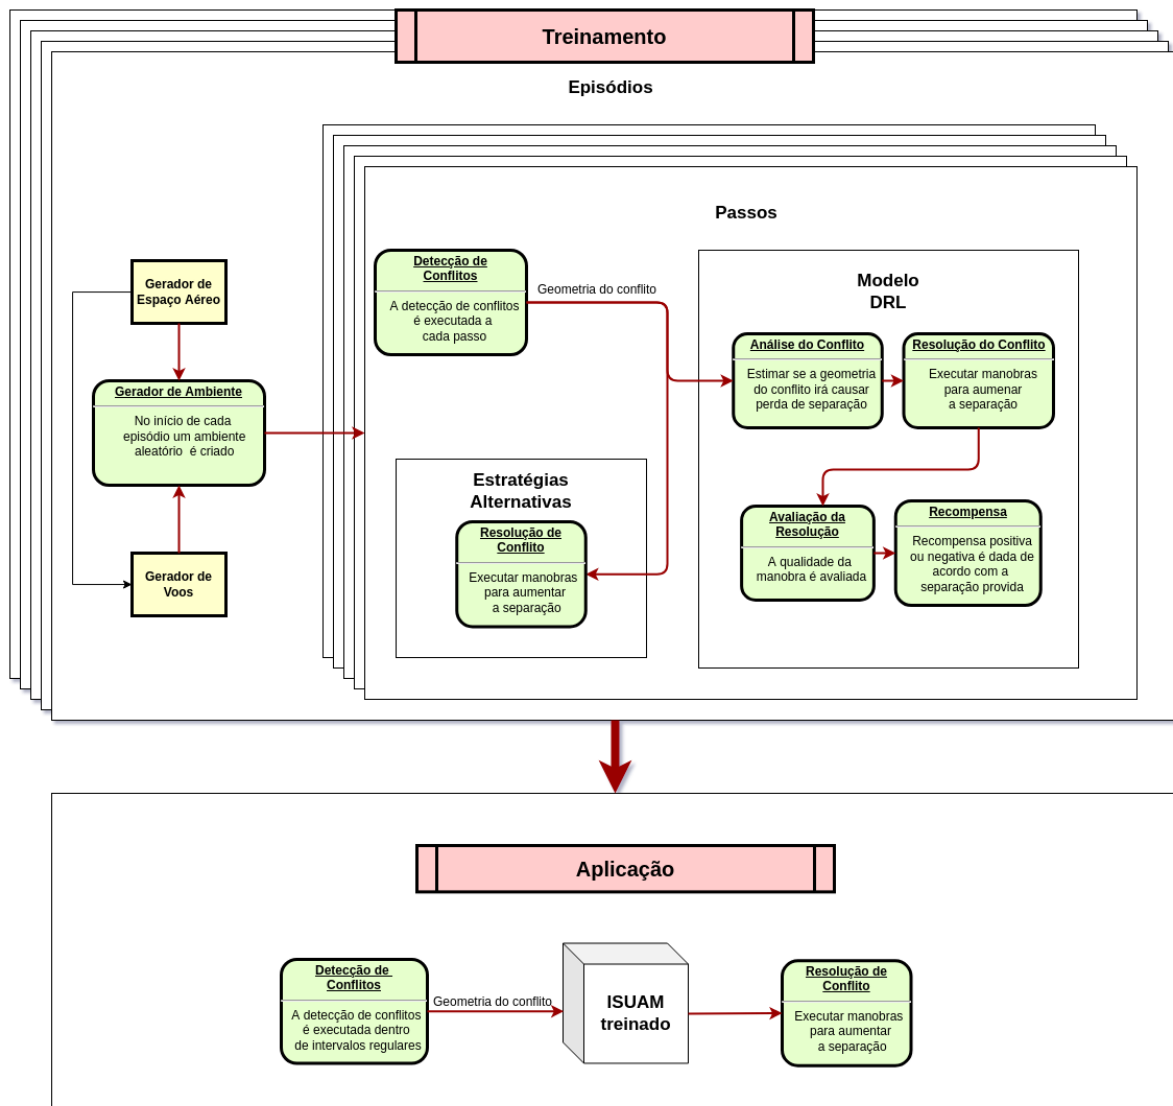 Treinamento
Episódios
Passos
Gerador de
Espaço Aéreo
Gerador de Ambiente
No início de cada
episódio um ambiente
aleatório  é criado
Gerador de
Voos
Detecção de
Conflitos
A detecção de conflitos
é executada a
cada passo
Geometria do conflito
Estratégias
Alternativas
Resolução de
Conflito
Executar manobras
para aumentar
a separação
Modelo
DRL
Análise do Conflito
Estimar se a geometria
do conflito irá causar
perda de separação
Resolução do Conflito
Executar manobras
para aumenar
a separação
Avaliação da
Resolução
A qualidade da
manobra é avaliada
Recompensa
Recompensa positiva
ou negativa é dada de
acordo com a
separação provida
Aplicação
Detecção de
Conflitos
A detecção de conflitos
é executada dentro
de intervalos regulares
Geometria do conflito
ISUAM
treinado
Resolução de
Conflito
Executar manobras
para aumentar
a separação